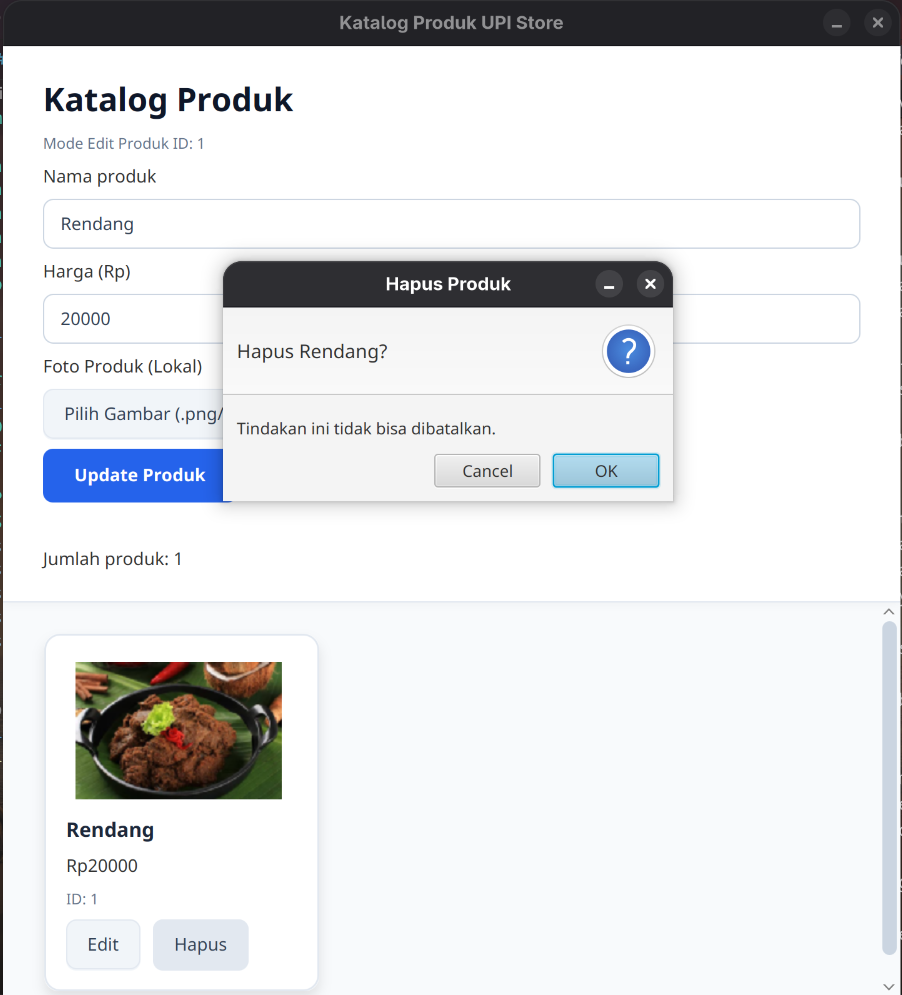 Katalog Produk UPI Store
Katalog Produk
Mode Edit Produk ID: 1
Nama produk
Rendang
Harga (Rp)
20000
Foto Produk (Lokal)
Pilih Gambar (.png/
Update Produk
Hapus Produk
Hapus Rendang?
?
Tindakan ini tidak bisa dibatalkan.
Cancel
OK
Jumlah produk: 1
Rendang
Rp20000
ID: 1
Edit
Hapus